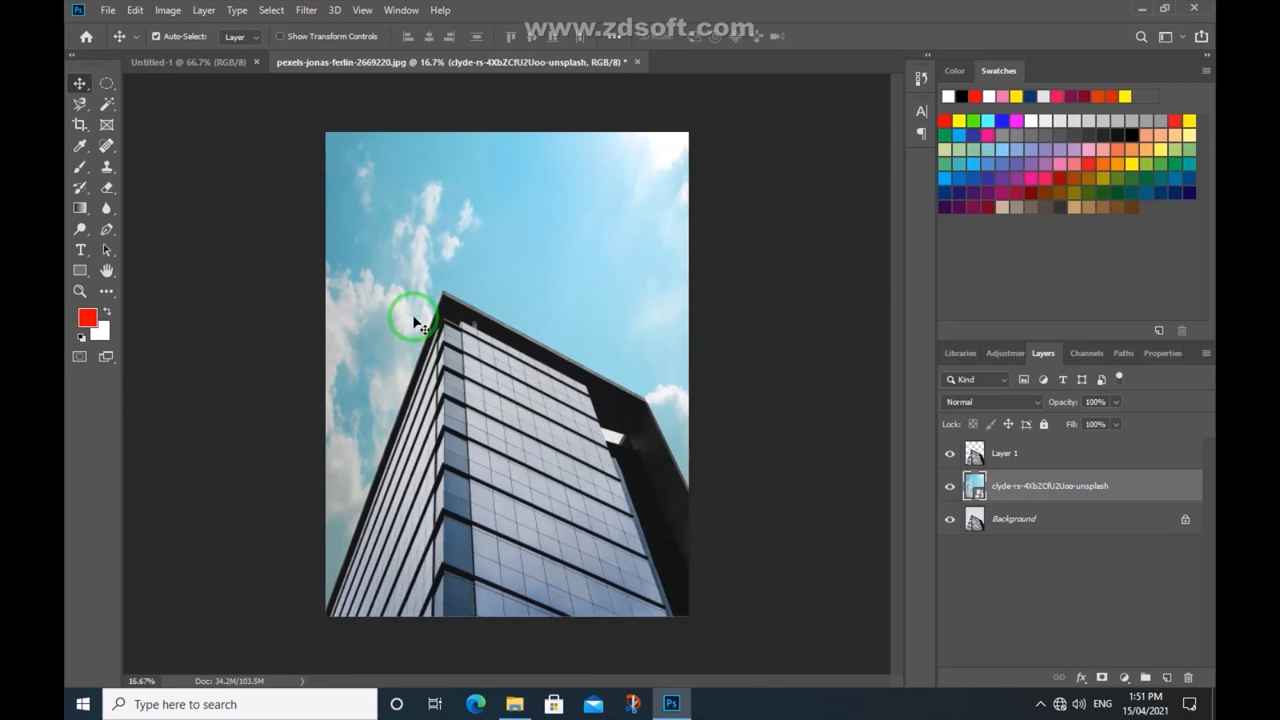 Ps File Edit Image Layer Type Select Filter 3D View Window Help
www.zdsoft.com
Auto-Select: Layer Show Transform Controls
Untitled-1 @ 66.7% (RGB/8) × pexels-jonas-ferlin-2669220.jpg @ 16.7% (clyde-rs-4XbZCfU2Uoo-unsplash, RGB/8) * ×
Color Swatches
Libraries Adjustmer Layers Channels Paths Properties
Kind
Normal Opacity: 100%
Lock: Fill: 100%
Layer 1
clyde-rs-4XbZCfU2Uoo-unsplash
Background
16.67% Doc: 34.2M/103.5M
Type here to search
Ps
ENG
1:51 PM
15/04/2021